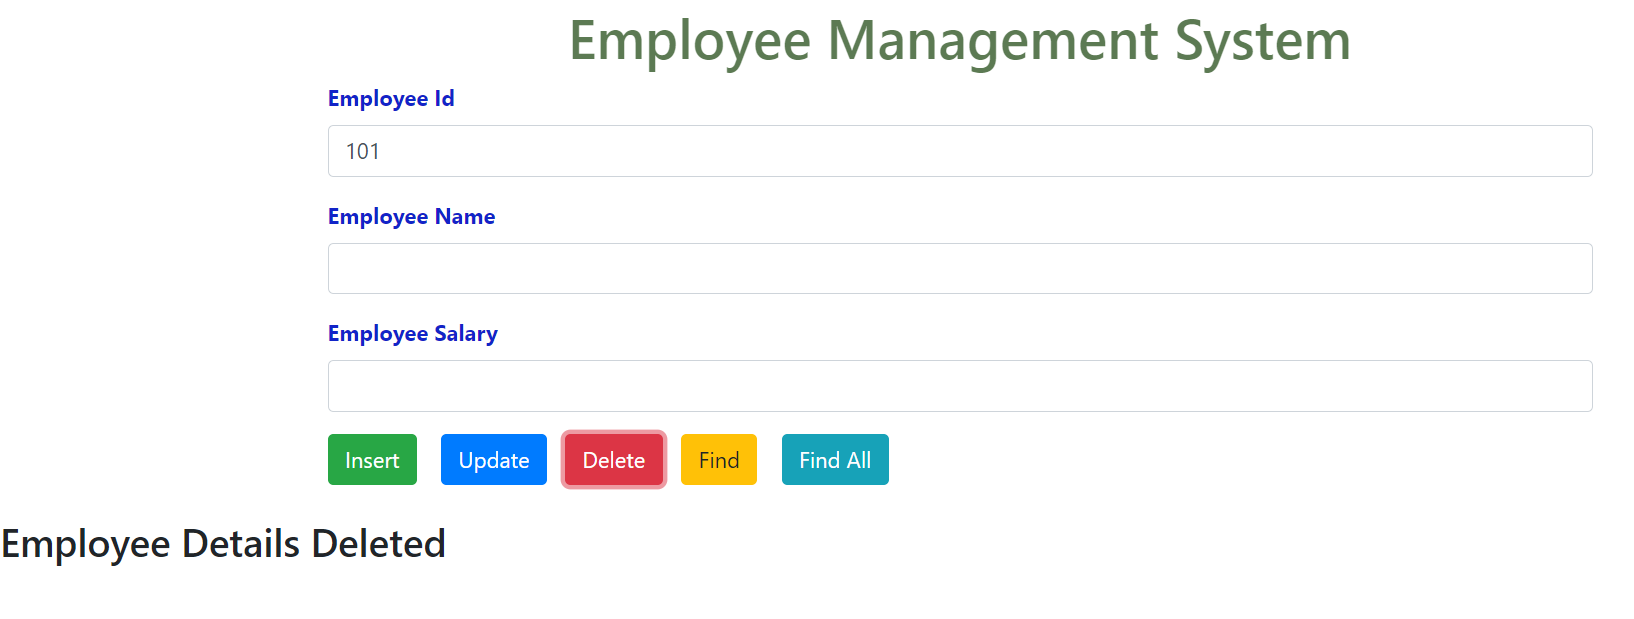 Employee Management System
Employee Id
101
Employee Name
Employee Salary
Insert Update Delete Find Find All
Employee Details Deleted